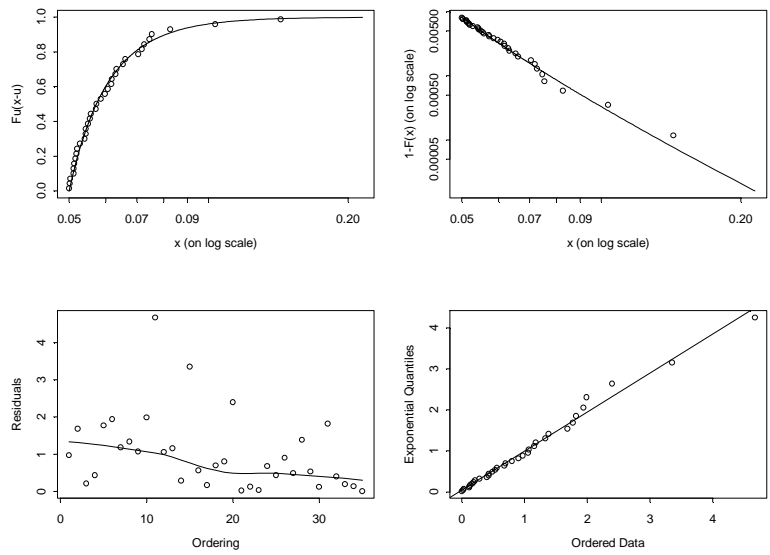 Fu(x-u)
0.0 0.2 0.4 0.6 0.8 1.0
0.05 0.07 0.09 0.20
x (on log scale)
1-F(x) (on log scale)
0.00005 0.00050 0.00500
0.05 0.07 0.09 0.20
x (on log scale)
Residuals
0 1 2 3 4
0 10 20 30
Ordering
Exponential Quantiles
0 1 2 3 4
0 1 2 3 4
Ordered Data